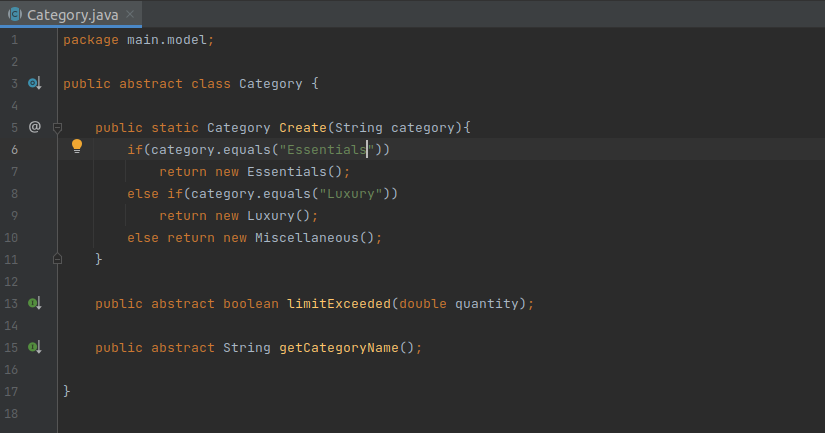 Category.java
1 package main.model;
2
3 public abstract class Category {
4
5 @ public static Category Create(String category){
6 if(category.equals("Essentials"))
7 return new Essentials();
8 else if(category.equals("Luxury"))
9 return new Luxury();
10 else return new Miscellaneous();
11 }
12
13 public abstract boolean limitExceeded(double quantity);
14
15 public abstract String getCategoryName();
16
17 }
18